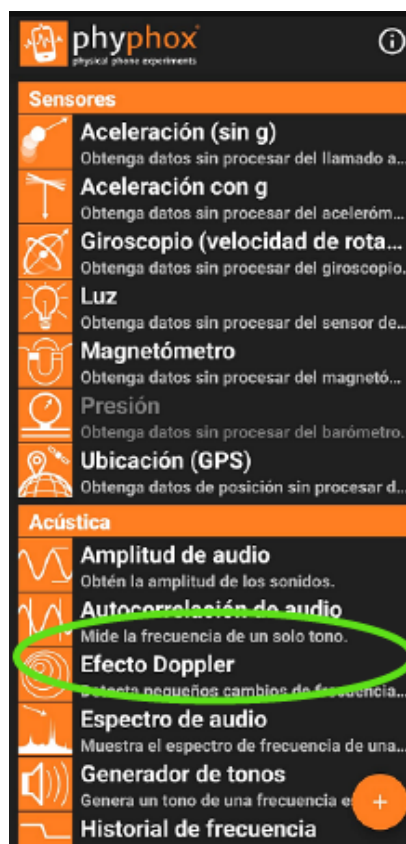 phyphox
physical phone experiments
Sensores
Aceleración (sin g)
Obtenga datos sin procesar del llamado a...
Aceleración con g
Obtenga datos sin procesar del aceleróm...
Giroscopio (velocidad de rota...
Obtenga datos sin procesar del giroscopio.
Luz
Obtenga datos sin procesar del sensor de...
Magnetómetro
Obtenga datos sin procesar del magnetó...
Presión
Obtenga datos sin procesar del barómetro.
Ubicación (GPS)
Obtenga datos de posición sin procesar d...
Acústica
Amplitud de audio
Obtén la amplitud de los sonidos.
Autocorrelación de audio
Mide la frecuencia de un solo tono.
Efecto Doppler
Detecta pequeños cambios de frecuencia...
Espectro de audio
Muestra el espectro de frecuencia de una...
Generador de tonos
Genera un tono de una frecuencia e
+
Historial de frecuencia